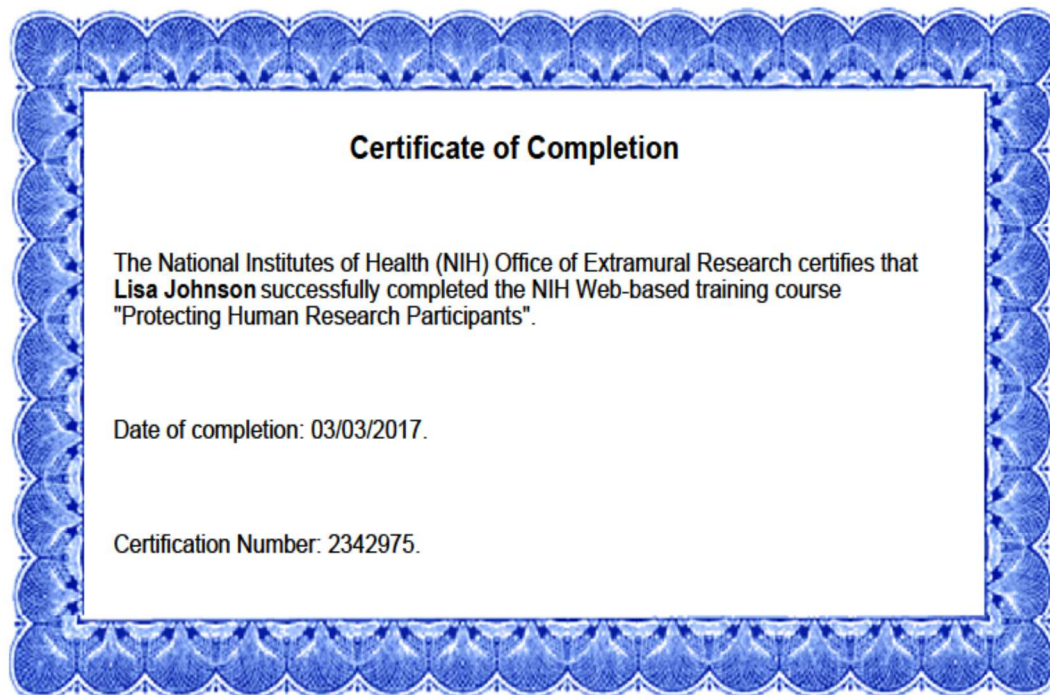 Certificate of Completion
The National Institutes of Health (NIH) Office of Extramural Research certifies that
Lisa Johnson successfully completed the NIH Web-based training course
"Protecting Human Research Participants".
Date of completion: 03/03/2017.
Certification Number: 2342975.